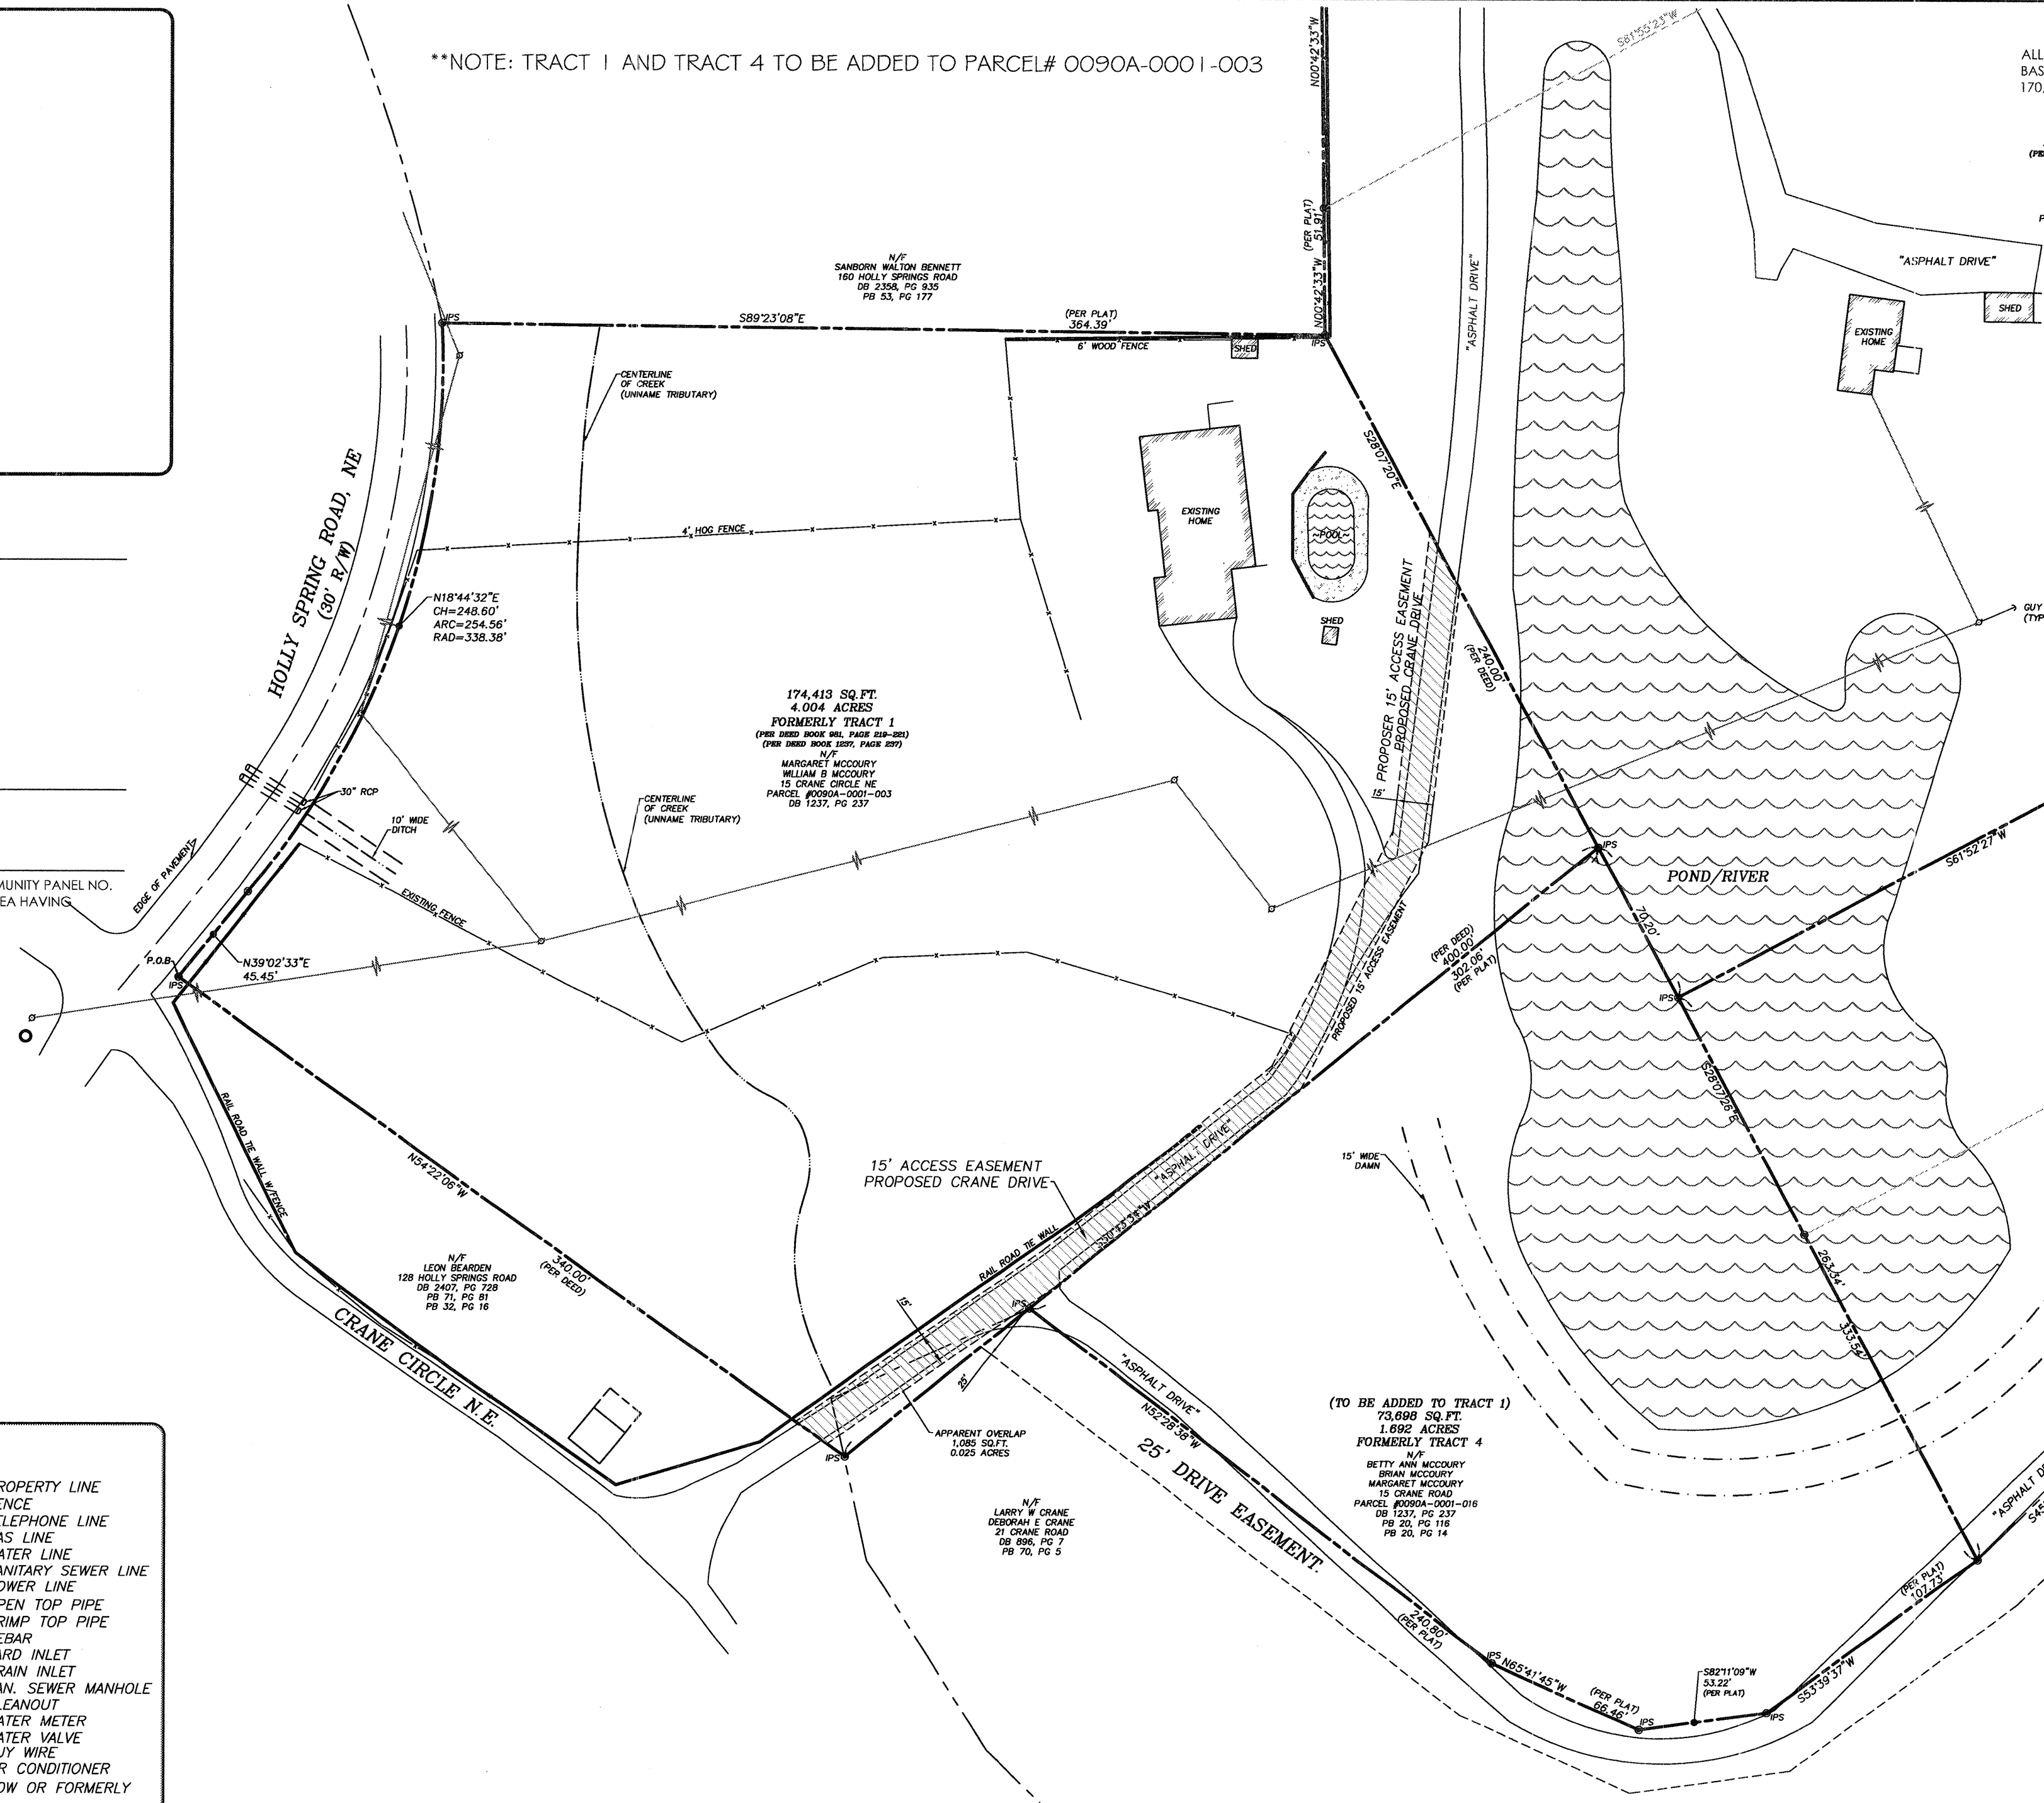 **NOTE: TRACT 1 AND TRACT 4 TO BE ADDED TO PARCEL# 0090A-0001-003
N00°42'33"W
S81°55'23"W
ALL
BAS
170,
(PE
P
(PER PLAT)
51.91'
N00°42'33"W
"ASPHALT DRIVE"
"ASPHALT DRIVE"
SHED
EXISTING
HOME
N/F
SANBORN WALTON BENNETT
160 HOLLY SPRINGS ROAD
DB 2358, PG 935
PB 53, PG 177
IPS
S89°23'08"E
(PER PLAT)
364.39'
6' WOOD FENCE
SHED
IPS
CENTERLINE
OF CREEK
(UNNAME TRIBUTARY)
S28°07'20"E
EXISTING
HOME
~POOL~
SHED
4' HOG FENCE
HOLLY SPRING ROAD, NE
(30' R/W)
N18°44'32"E
CH=248.60'
ARC=254.56'
RAD=338.38'
PROPOSER 15' ACCESS EASEMENT
PROPOSED CRANE DRIVE
15'
240.00'
(PER DEED)
GUY
(TYP
174,413 SQ.FT.
4.004 ACRES
FORMERLY TRACT 1
(PER DEED BOOK 981, PAGE 219-221)
(PER DEED BOOK 1237, PAGE 237)
N/F
MARGARET MCCOURY
WILLIAM B MCCOURY
15 CRANE CIRCLE NE
PARCEL #0090A-0001-003
DB 1237, PG 237
30" RCP
10' WIDE
DITCH
CENTERLINE
OF CREEK
(UNNAME TRIBUTARY)
EDGE OF PAVEMENT
MUNITY PANEL NO.
EA HAVING
EXISTING FENCE
P.O.B
IPS
N39°02'33"E
45.45'
IPS
POND/RIVER
S61°52'27"W
70.20'
IPS
(PER DEED)
400.00'
302.06'
(PER PLAT)
PROPOSED 15' ACCESS EASEMENT
S28°07'26"E
RAIL ROAD TIE WALL W/FENCE
N54°22'06"W
340.00'
(PER DEED)
15' ACCESS EASEMENT
PROPOSED CRANE DRIVE
"ASPHALT DRIVE"
RAIL ROAD TIE WALL
15' WIDE
DAMN
263.34'
333.54'
N/F
LEON BEARDEN
128 HOLLY SPRINGS ROAD
DB 2407, PG 728
PB 71, PG 81
PB 32, PG 16
CRANE CIRCLE N.E.
15'
IPS
25'
IPS
APPARENT OVERLAP
1,085 SQ.FT.
0.025 ACRES
"ASPHALT DRIVE"
N52°28'38"W
25' DRIVE EASEMENT.
N/F
LARRY W CRANE
DEBORAH E CRANE
21 CRANE ROAD
DB 896, PG 7
PB 70, PG 5
(TO BE ADDED TO TRACT 1)
73,698 SQ.FT.
1.692 ACRES
FORMERLY TRACT 4
N/F
BETTY ANN MCCOURY
BRIAN MCCOURY
MARGARET MCCOURY
15 CRANE ROAD
PARCEL #0090A-0001-016
DB 1237, PG 237
PB 20, PG 116
PB 20, PG 14
"ASPHALT DR
S45
240.80'
(PER PLAT)
IPS
N65°41'45"W
(PER PLAT)
66.46'
IPS
S82°11'09"W
53.22'
(PER PLAT)
IPS
(PER PLAT)
107.73'
S53°39'37"W
ROPERTY LINE
ENCE
ELEPHONE LINE
AS LINE
ATER LINE
ANITARY SEWER LINE
OWER LINE
PEN TOP PIPE
RIMP TOP PIPE
EBAR
ARD INLET
RAIN INLET
AN. SEWER MANHOLE
LEANOUT
ATER METER
ATER VALVE
UY WIRE
R CONDITIONER
OW OR FORMERLY